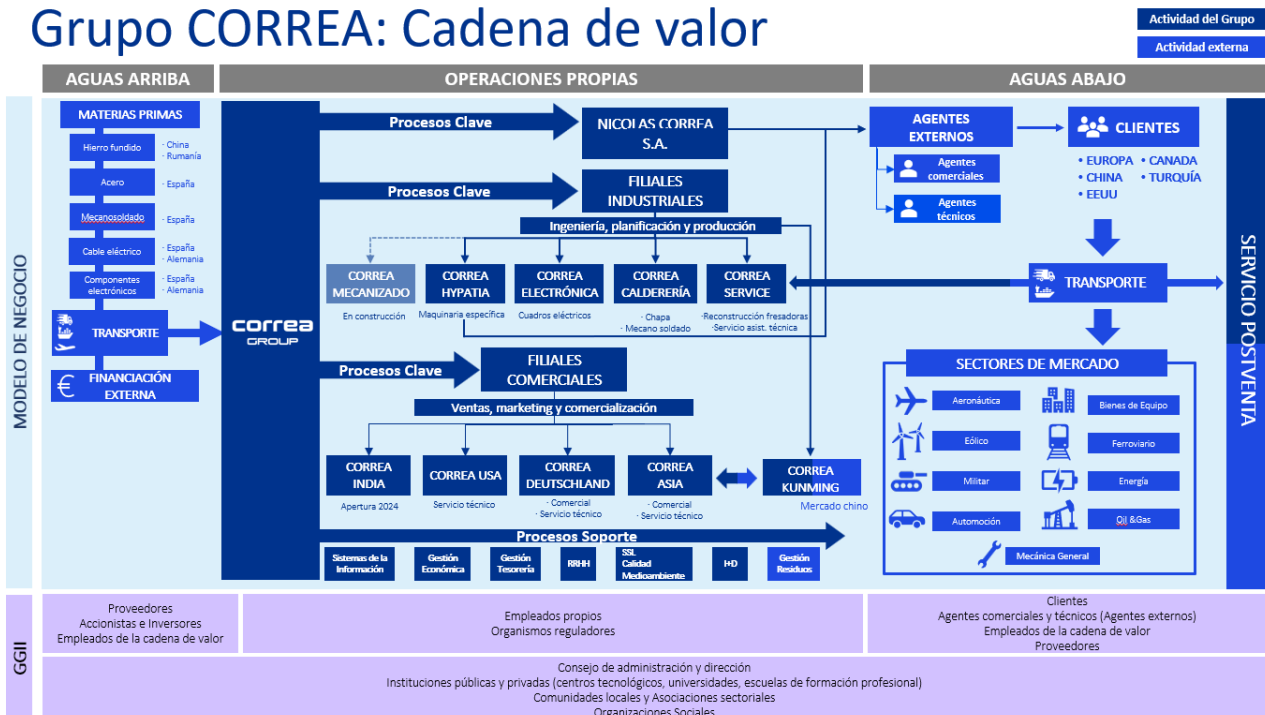 Grupo CORREA: Cadena de valor
Actividad del Grupo
Actividad externa
AGUAS ARRIBA
OPERACIONES PROPIAS
AGUAS ABAJO
MODELO DE NEGOCIO
MATERIAS PRIMAS
Hierro fundido
· China
· Rumanía
Acero
· España
Mecanosoldado
· España
Cable eléctrico
· España
· Alemania
Componentes
electrónicos
· España
· Alemania
TRANSPORTE
€
FINANCIACIÓN
EXTERNA
correa
GROUP
Procesos Clave
NICOLAS CORREA
S.A.
Procesos Clave
FILIALES
INDUSTRIALES
Ingeniería, planificación y producción
CORREA
MECANIZADO
En construcción
CORREA
HYPATIA
Maquinaria específica
CORREA
ELECTRÓNICA
Cuadros eléctricos
CORREA
CALDERERÍA
· Chapa
· Mecano soldado
CORREA
SERVICE
·Reconstrucción fresadoras
·Servicio asist. técnica
Procesos Clave
FILIALES
COMERCIALES
Ventas, marketing y comercialización
CORREA
INDIA
Apertura 2024
CORREA USA
Servicio técnico
CORREA
DEUTSCHLAND
· Comercial
· Servicio técnico
CORREA
ASIA
· Comercial
· Servicio técnico
CORREA
KUNMING
Mercado chino
Procesos Soporte
Sistemas de la
Información
Gestión
Económica
Gestión
Tesorería
RRHH
SSL
Calidad
Medioambiente
I+D
Gestión
Residuos
AGENTES
EXTERNOS
Agentes
comerciales
Agentes
técnicos
CLIENTES
• EUROPA • CANADA
• CHINA • TURQUÍA
• EEUU
TRANSPORTE
SECTORES DE MERCADO
Aeronáutica
Bienes de Equipo
Eólico
Ferroviario
Militar
Energía
Automoción
Oil &Gas
Mecánica General
SERVICIO POSTVENTA
GGII
Proveedores
Accionistas e Inversores
Empleados de la cadena de valor
Empleados propios
Organismos reguladores
Clientes
Agentes comerciales y técnicos (Agentes externos)
Empleados de la cadena de valor
Proveedores
Consejo de administración y dirección
Instituciones públicas y privadas (centros tecnológicos, universidades, escuelas de formación profesional)
Comunidades locales y Asociaciones sectoriales
Organizaciones Sociales